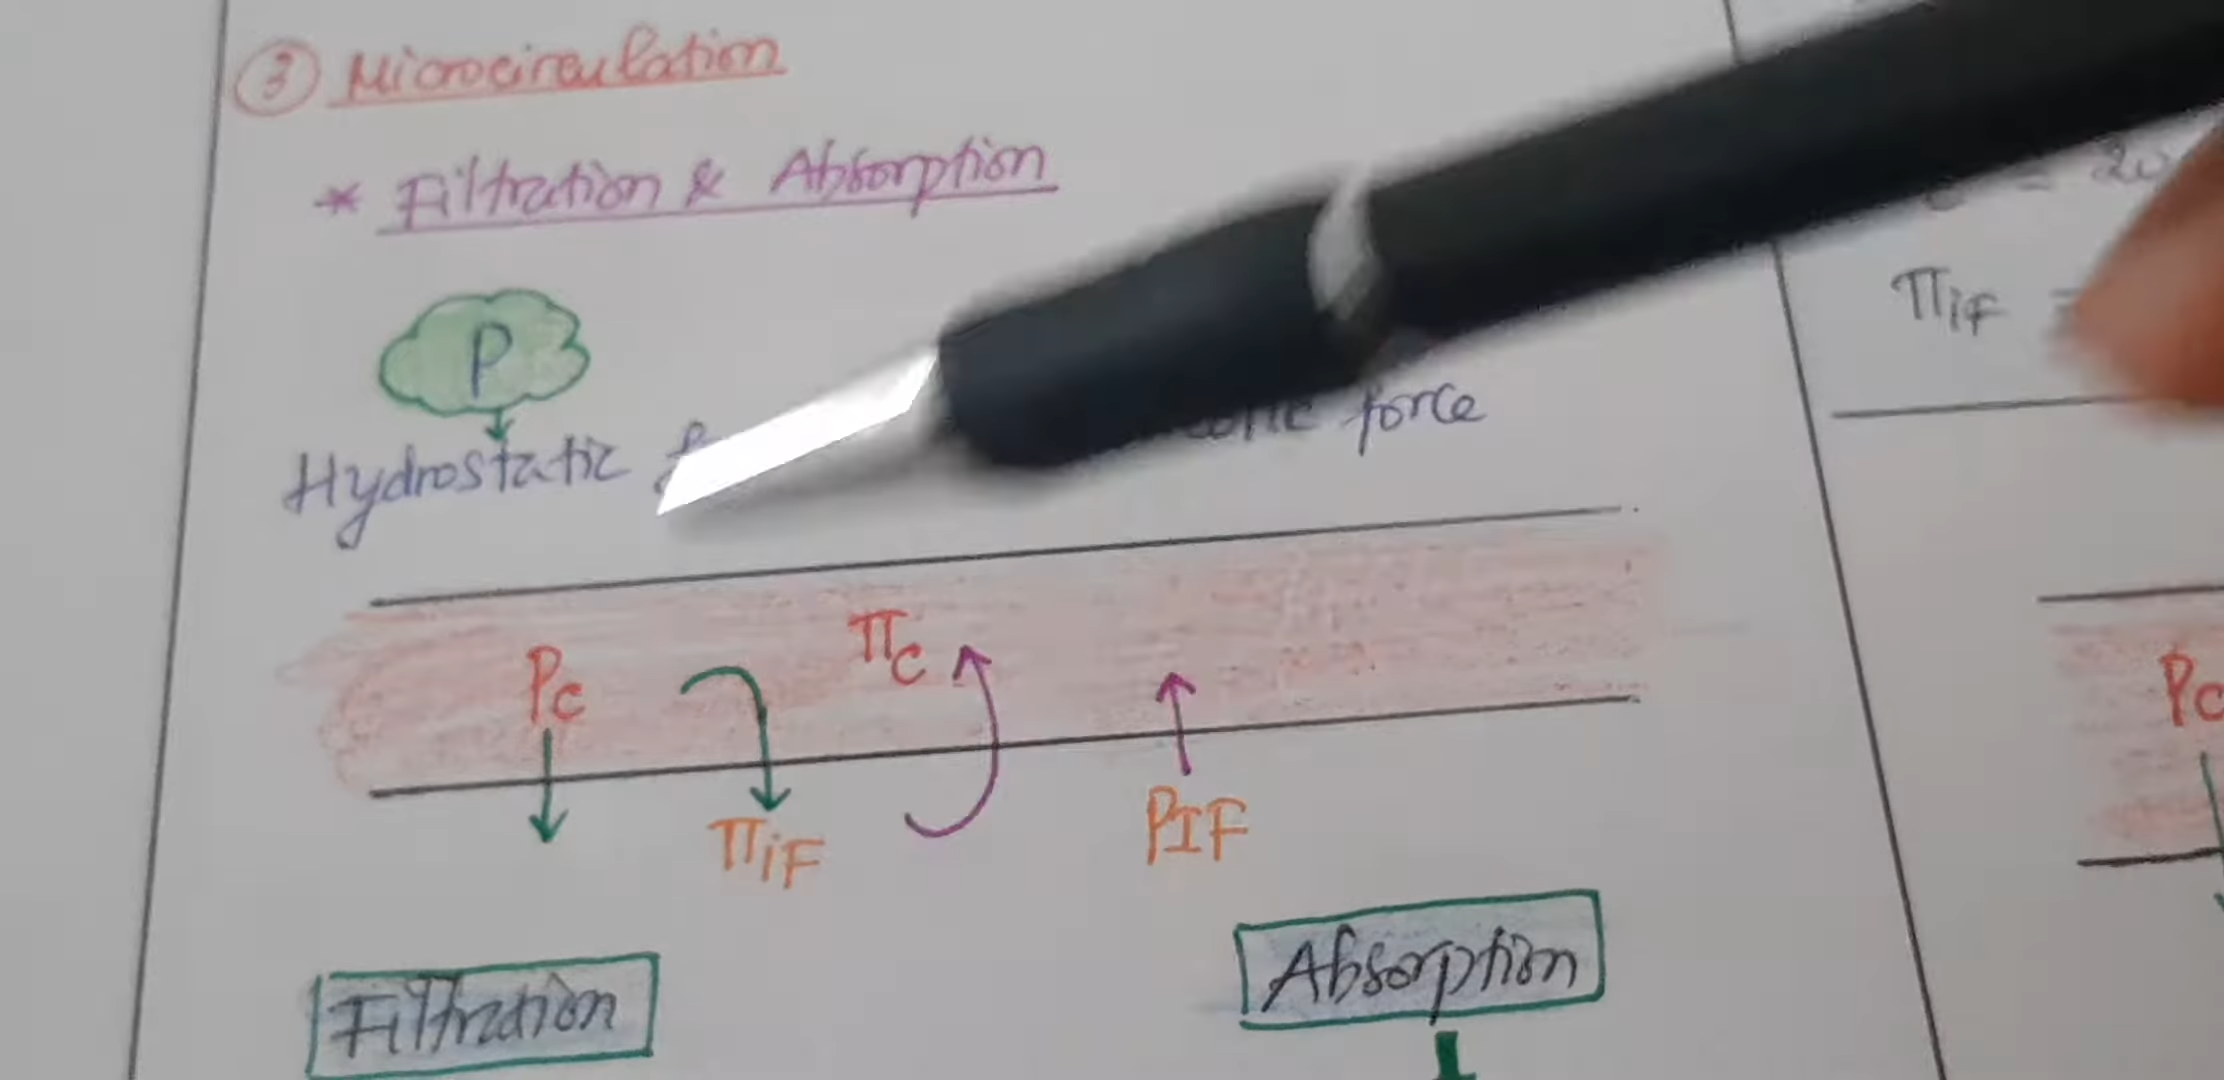 3 Microcirculation
* Filtration & Absorption
P
Hydrostatic force
Pc
πc
πiF
PIF
Filtration
Absorption
πiF =
Pc